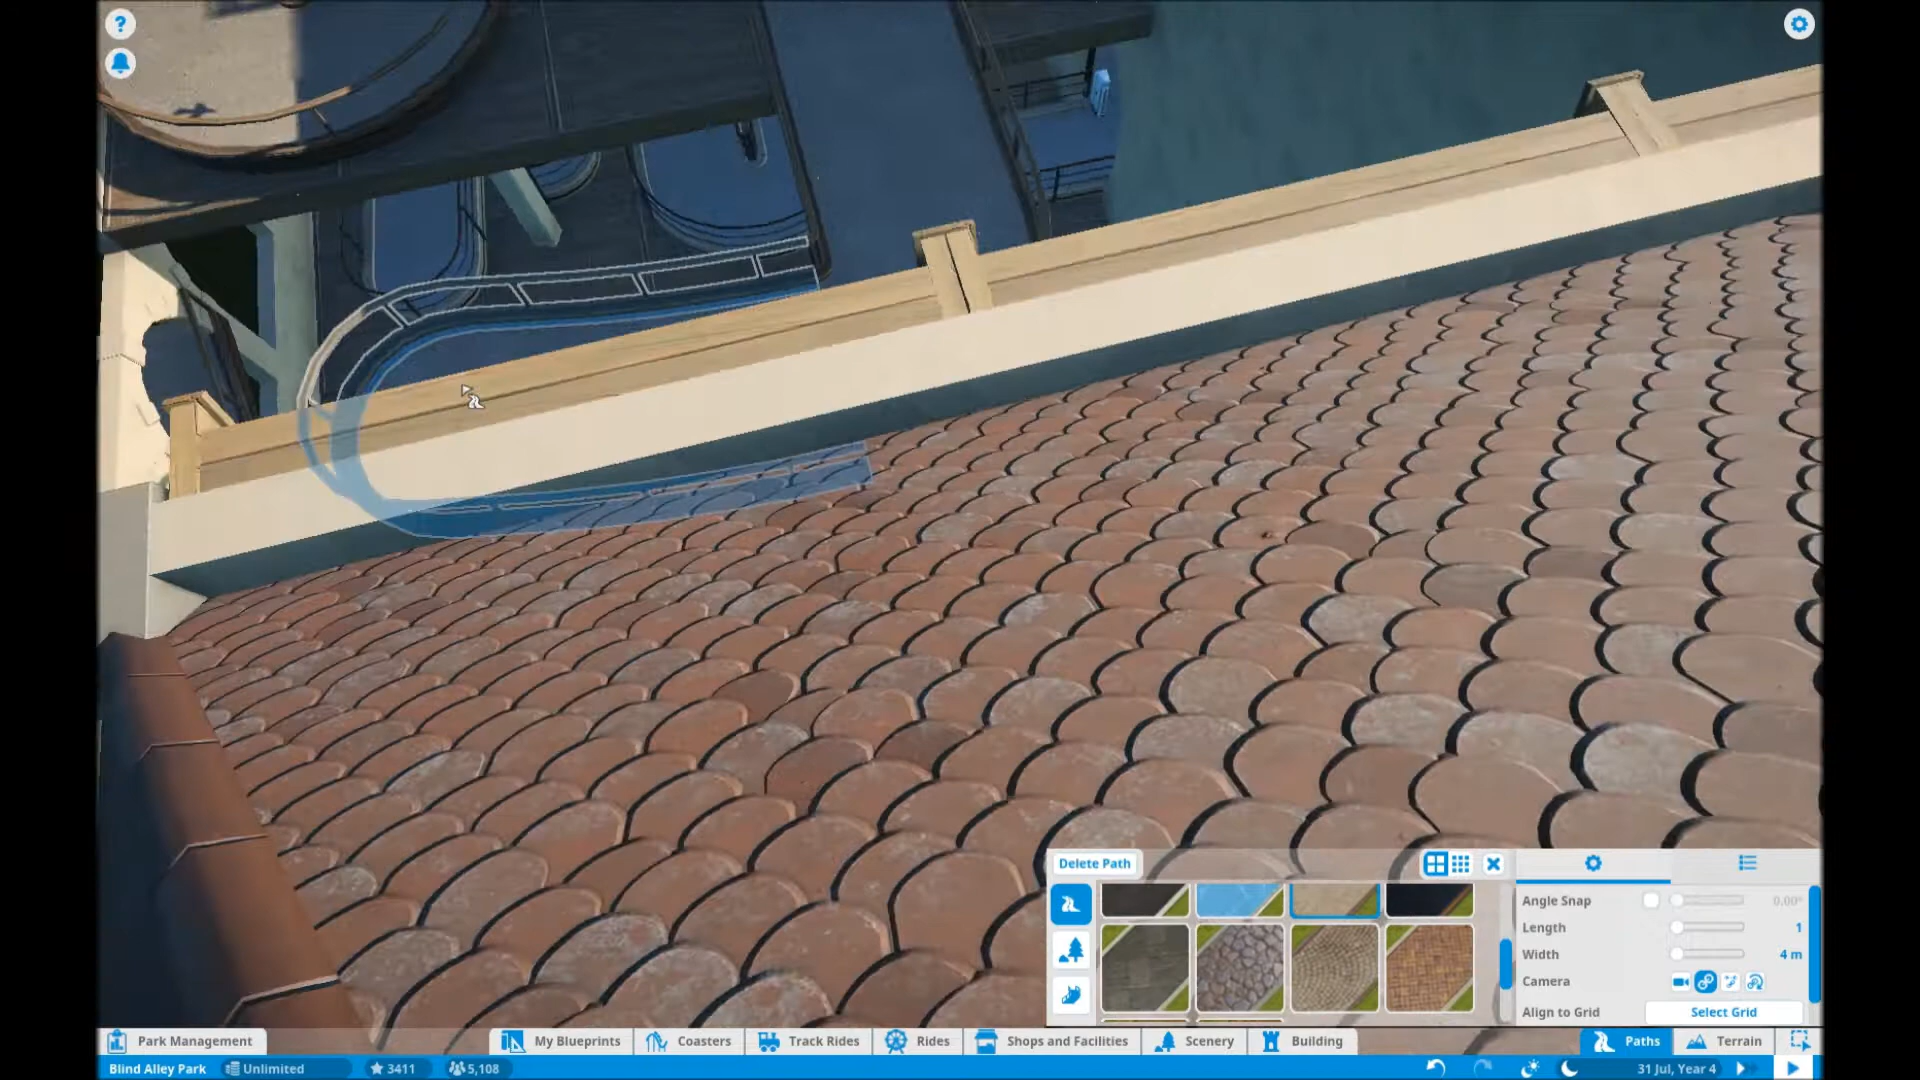 ?
Delete Path
Angle Snap 0.00°
Length 1
Width 4 m
Camera
Align to Grid Select Grid
Park Management My Blueprints Coasters Track Rides Rides Shops and Facilities Scenery Building Paths Terrain
Blind Alley Park Unlimited 3411 5,108 31 Jul, Year 4